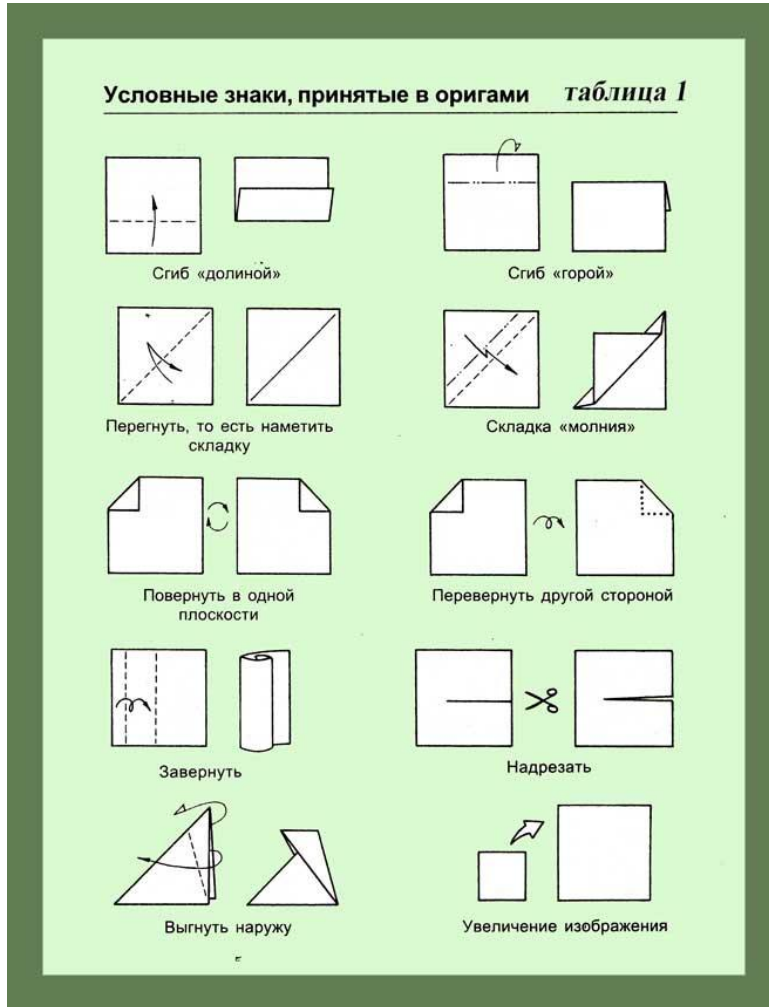 Условные знаки, принятые в оригами таблица 1
Сгиб «долиной»
Сгиб «горой»
Перегнуть, то есть наметить
складку
Складка «молния»
Повернуть в одной
плоскости
Перевернуть другой стороной
Завернуть
Надрезать
Выгнуть наружу
Увеличение изображения